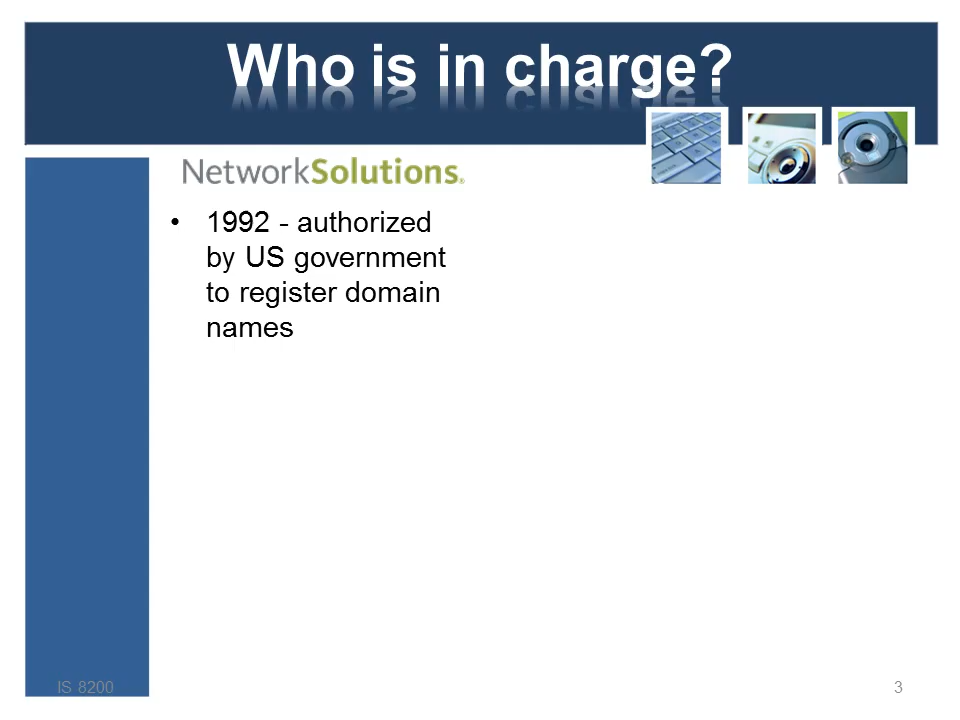 Who is in charge?
NetworkSolutions®
• 1992 - authorized
by US government
to register domain
names
IS 8200
3